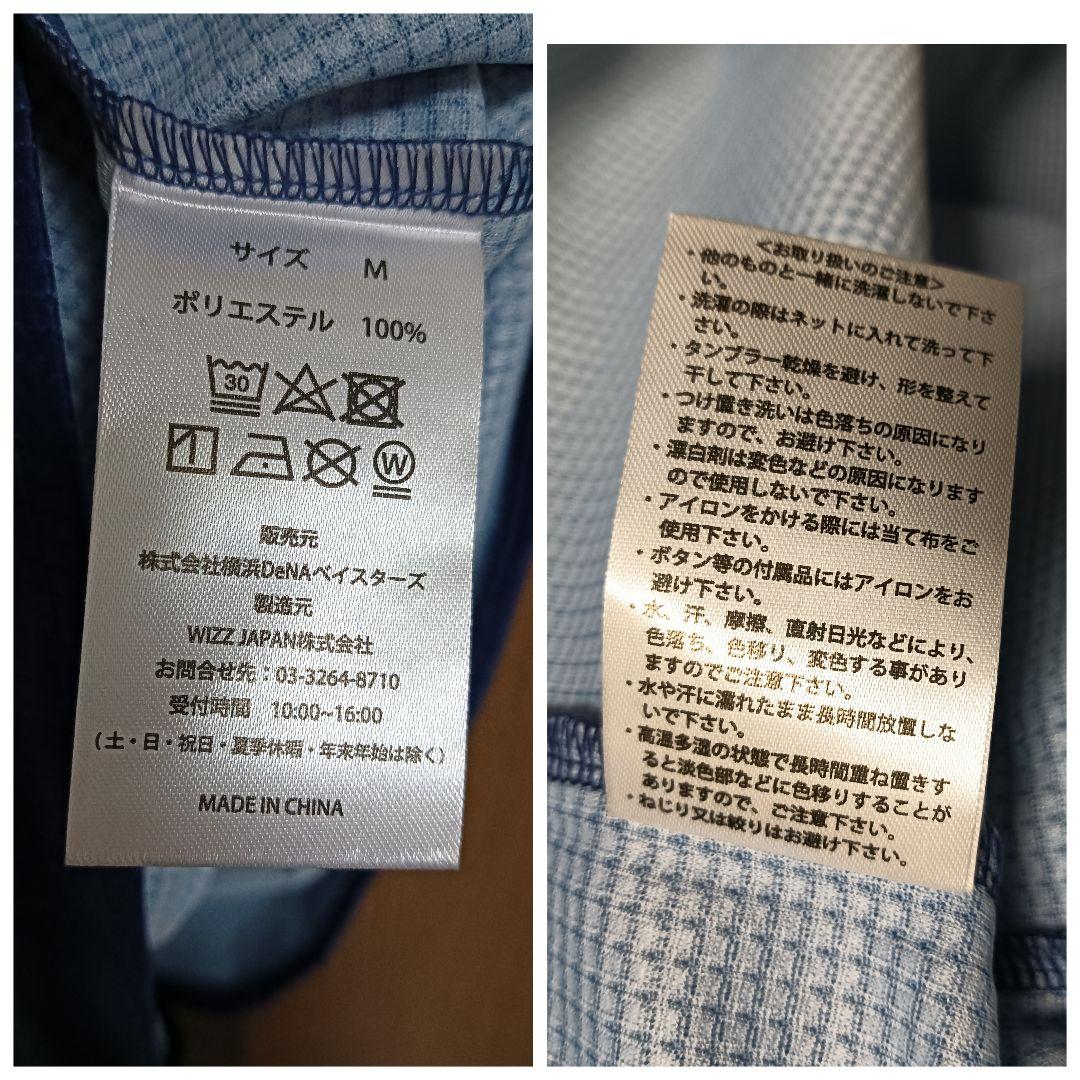 サイズ M
ポリエステル 100%
30
W
販売元
株式会社横浜DeNAベイスターズ
製造元
WIZZ JAPAN株式会社
お問合せ先：03-3264-8710
受付時間 10:00~16:00
(土・日・祝日・夏季休暇・年末年始は除く)
MADE IN CHINA
<お取り扱いのご注意>
・他のものと一緒に洗濯しないで下さ
い。
・洗濯の際はネットに入れて洗って下
さい。
・タンブラー乾燥を避け、形を整えて
干して下さい。
・つけ置き洗いは色落ちの原因になり
ますので、お避け下さい。
・漂白剤は変色などの原因になります
ので使用しないで下さい。
・アイロンをかける際には当て布をご
使用下さい。
・ボタン等の付属品にはアイロンをお
避け下さい。
・水、汗、摩擦、直射日光などにより、
色落ち、色移り、変色する事があり
ますのでご注意下さい。
・水や汗に濡れたまま長時間放置しな
いで下さい。
・高温多湿の状態で長時間重ね置きす
ると淡色部などに色移りすることが
ありますので、ご注意下さい。
・ねじり又は絞りはお避け下さい。